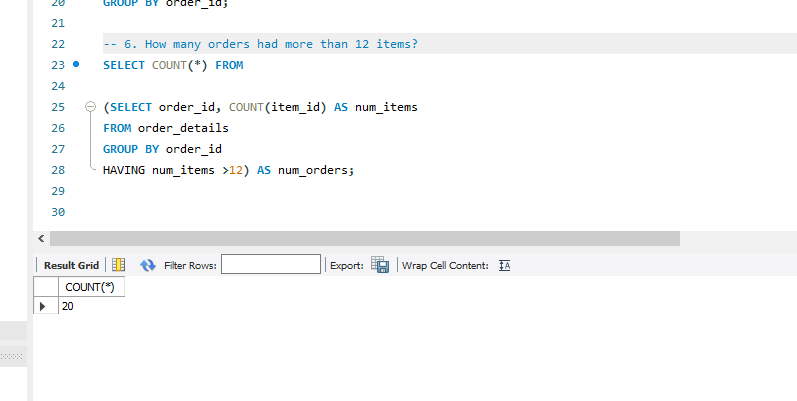 20 GROUP BY order_id;
21
22 -- 6. How many orders had more than 12 items?
23 SELECT COUNT(*) FROM
24
25 (SELECT order_id, COUNT(item_id) AS num_items
26 FROM order_details
27 GROUP BY order_id
28 HAVING num_items >12) AS num_orders;
29
30
Result Grid Filter Rows: Export: Wrap Cell Content: IA
COUNT(*)
20